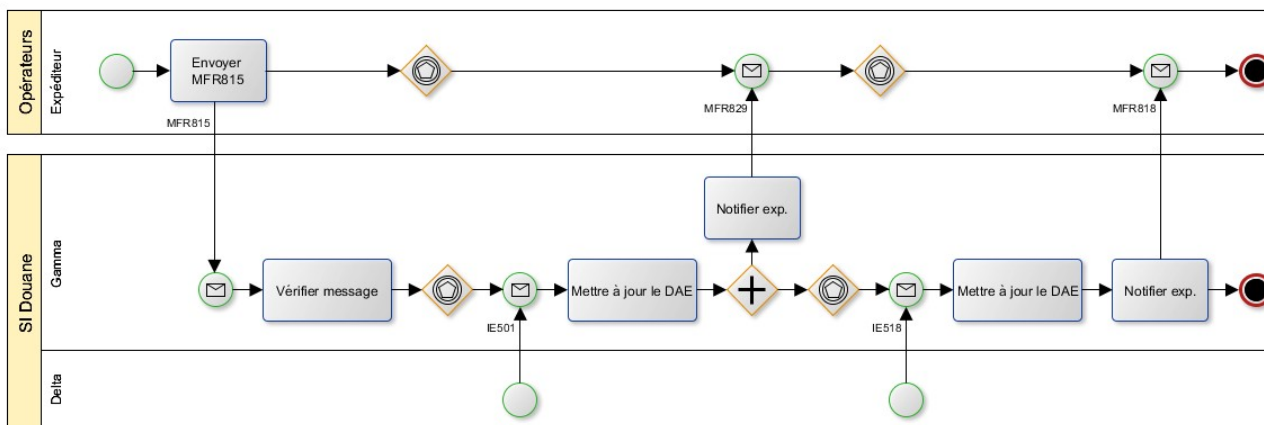 Opérateurs
Expéditeur
Envoyer
MFR815
MFR815
MFR829
MFR818
SI Douane
Gamma
Notifier exp.
Vérifier message
Mettre à jour le DAE
Mettre à jour le DAE
Notifier exp.
IE501
IE518
Delta